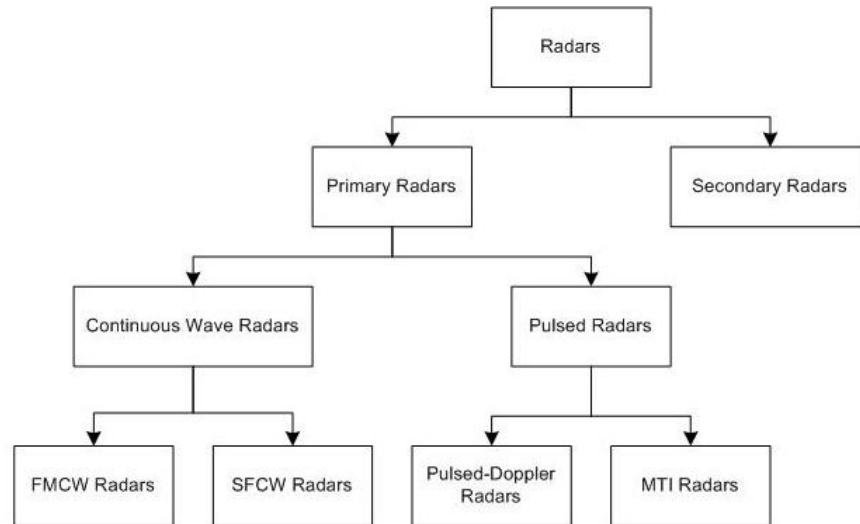 Radars
Primary Radars
Secondary Radars
Continuous Wave Radars
Pulsed Radars
FMCW Radars
SFCW Radars
Pulsed-Doppler
Radars
MTI Radars